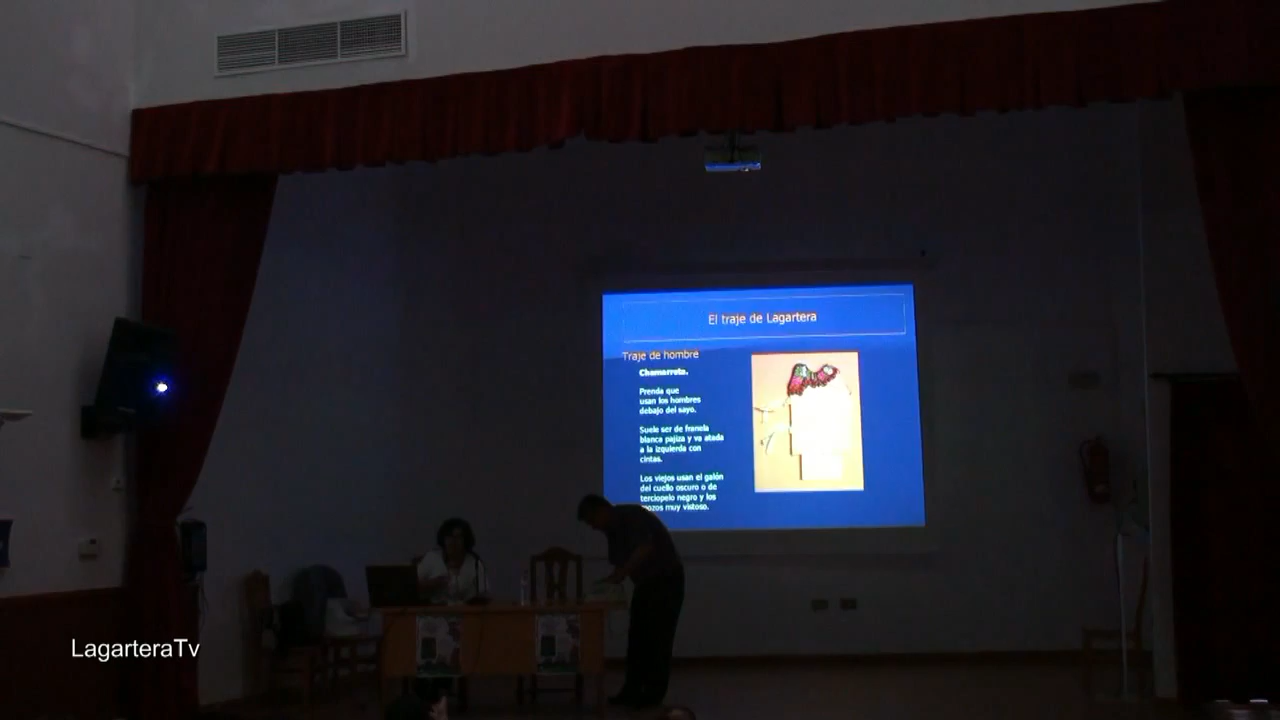 El traje de Lagartera
Traje de hombre
Chamarreta.
Prenda que
usan los hombres
debajo del sayo.
Suele ser de franela
blanca pajiza y va atada
a la izquierda con
cintas.
Los viejos usan el galón
del cuello oscuro o de
terciopelo negro y los
mozos muy vistoso.
LagarteraTv